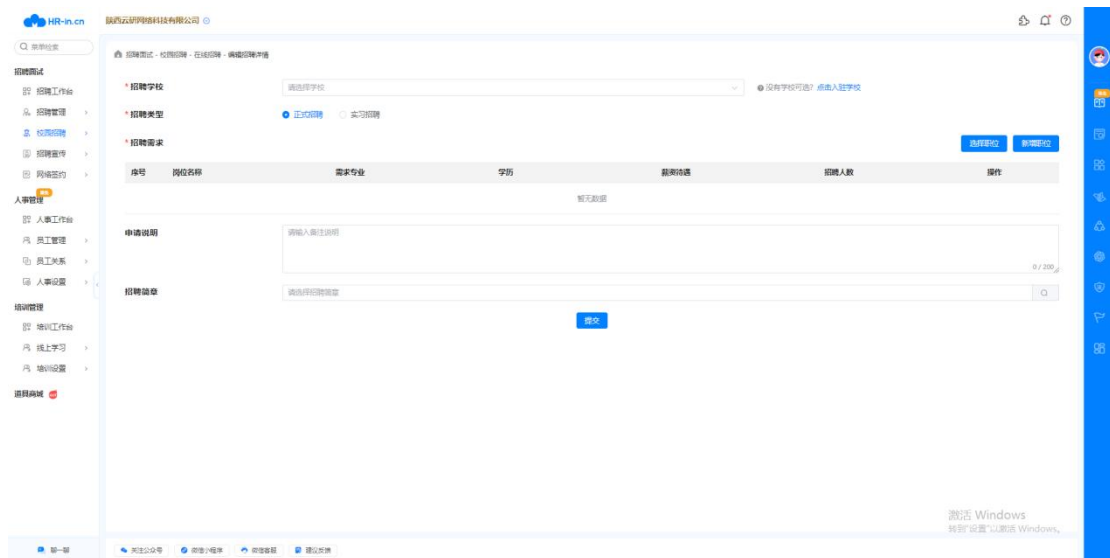 HR-in.cn
陕西云研网络科技有限公司
菜单检索
招聘面试 - 校园招聘 - 在线招聘 - 编辑招聘详情
招聘面试
招聘工作台
招聘管理
校园招聘
招聘宣传
网络签约
人事管理
人事工作台
员工管理
员工关系
人事设置
培训管理
培训工作台
线上学习
培训设置
道具商城
聊一聊
* 招聘学校
请选择学校
没有学校可选? 点击入驻学校
* 招聘类型
正式招聘 实习招聘
* 招聘需求
选择职位 新增职位
序号 岗位名称 需求专业 学历 薪资待遇 招聘人数 操作
暂无数据
申请说明
请输入备注说明
0 / 200
招聘简章
请选择招聘简章
提交
激活 Windows
转到"设置"以激活 Windows。
关注公众号 微信小程序 微信客服 建议反馈